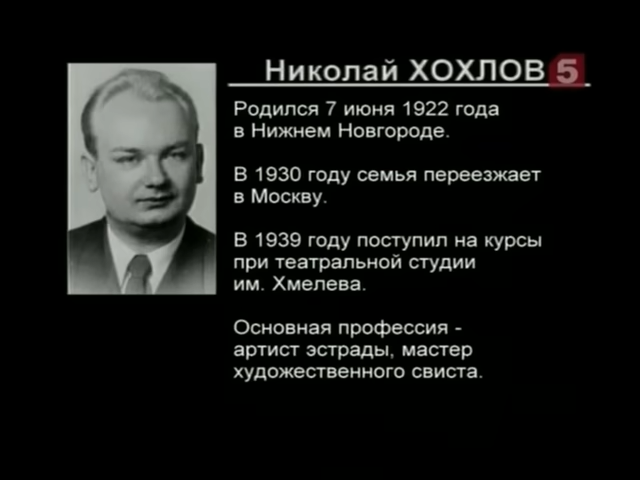 Николай ХОХЛОВ 5
Родился 7 июня 1922 года
в Нижнем Новгороде.
В 1930 году семья переезжает
в Москву.
В 1939 году поступил на курсы
при театральной студии
им. Хмелева.
Основная профессия -
артист эстрады, мастер
художественного свиста.